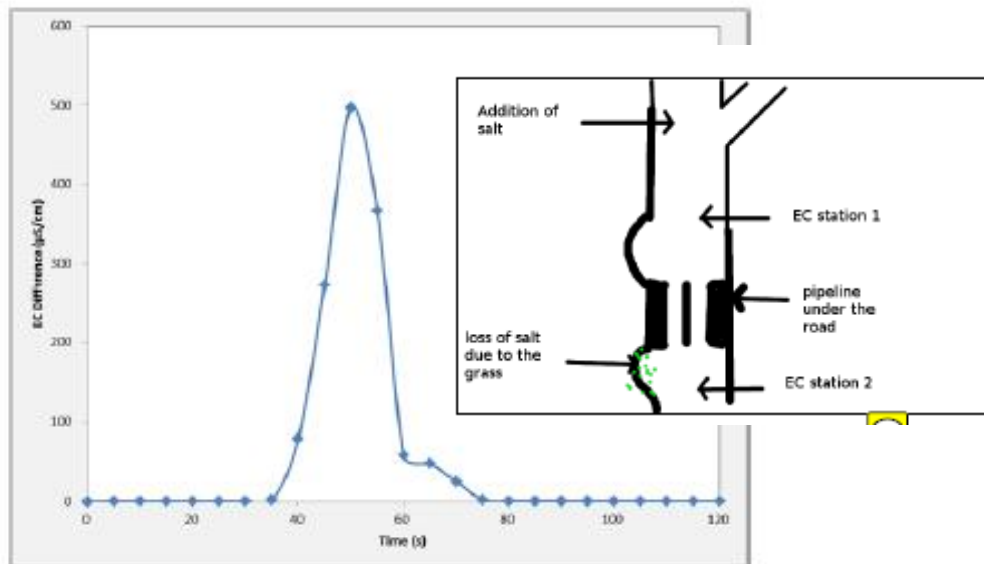 600
500
400
300
200
100
0
EC Difference (µS/cm)
0
20
40
60
80
100
120
Time (s)
Addition of
salt
EC station 1
pipeline
under the
road
loss of salt
due to the
grass
EC station 2